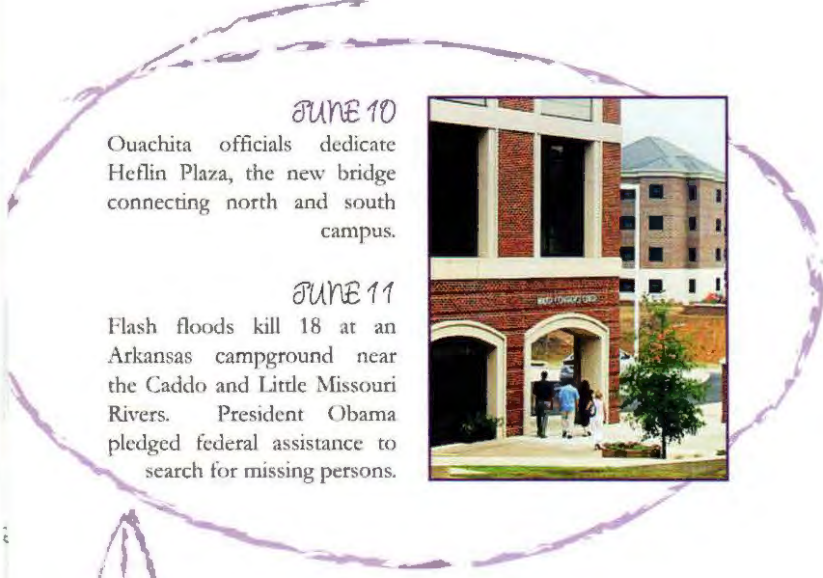 JUNE 10
Ouachita officials dedicate
Heflin Plaza, the new bridge
connecting north and south
campus.
JUNE 11
Flash floods kill 18 at an
Arkansas campground near
the Caddo and Little Missouri
Rivers. President Obama
pledged federal assistance to
search for missing persons.